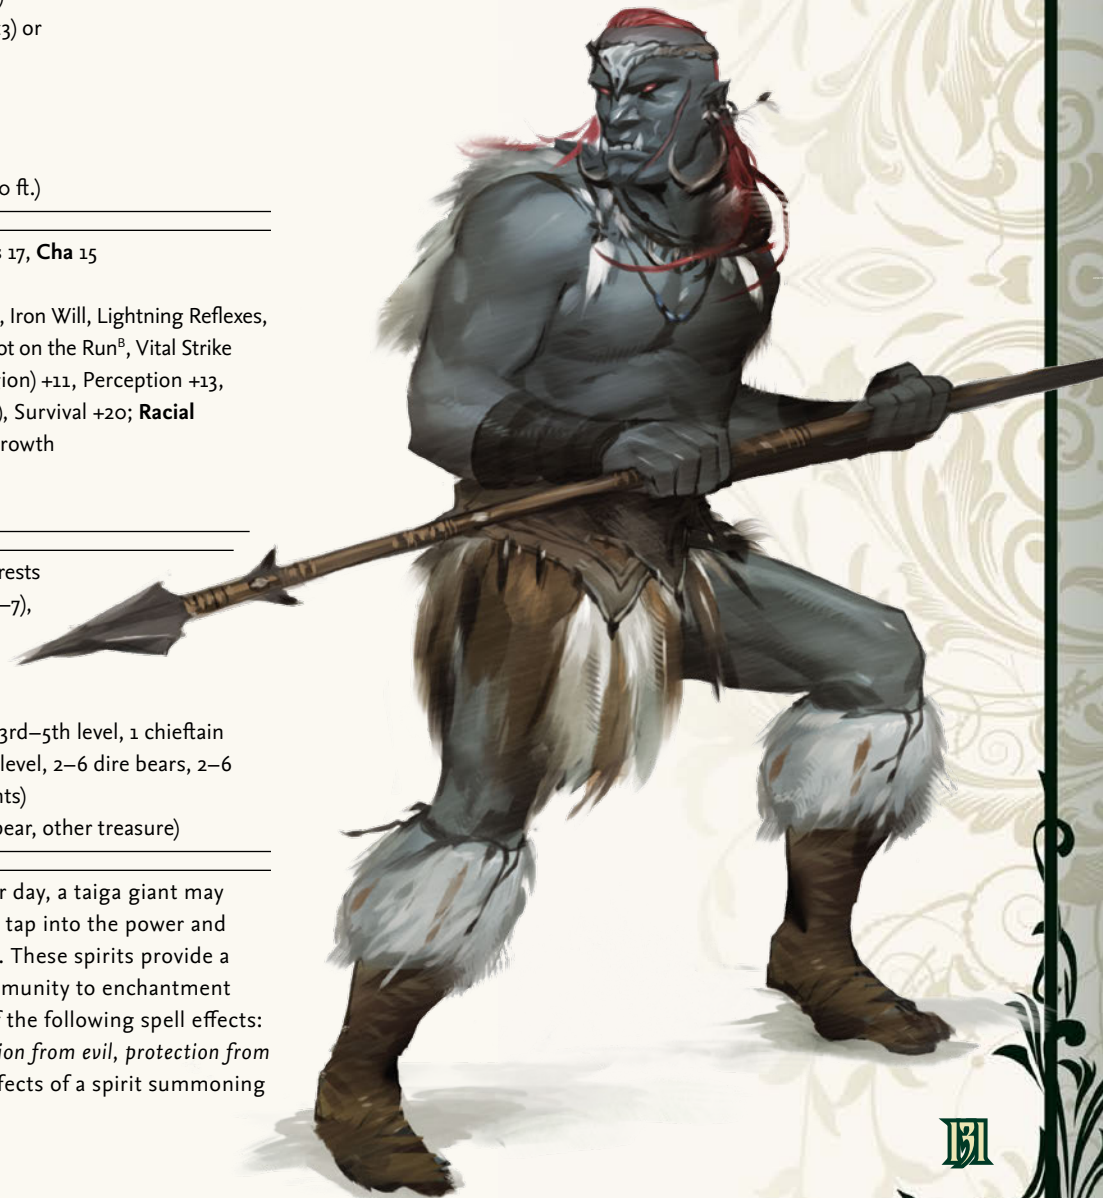 3) or
0 ft.)
17, Cha 15
, Iron Will, Lightning Reflexes,
ot on the Runᴮ, Vital Strike
ion) +11, Perception +13,
), Survival +20; Racial
rowth
rests
–7),
3rd–5th level, 1 chieftain
level, 2–6 dire bears, 2–6
nts)
pear, other treasure)
r day, a taiga giant may
tap into the power and
. These spirits provide a
munity to enchantment
f the following spell effects:
ion from evil, protection from
fects of a spirit summoning
131